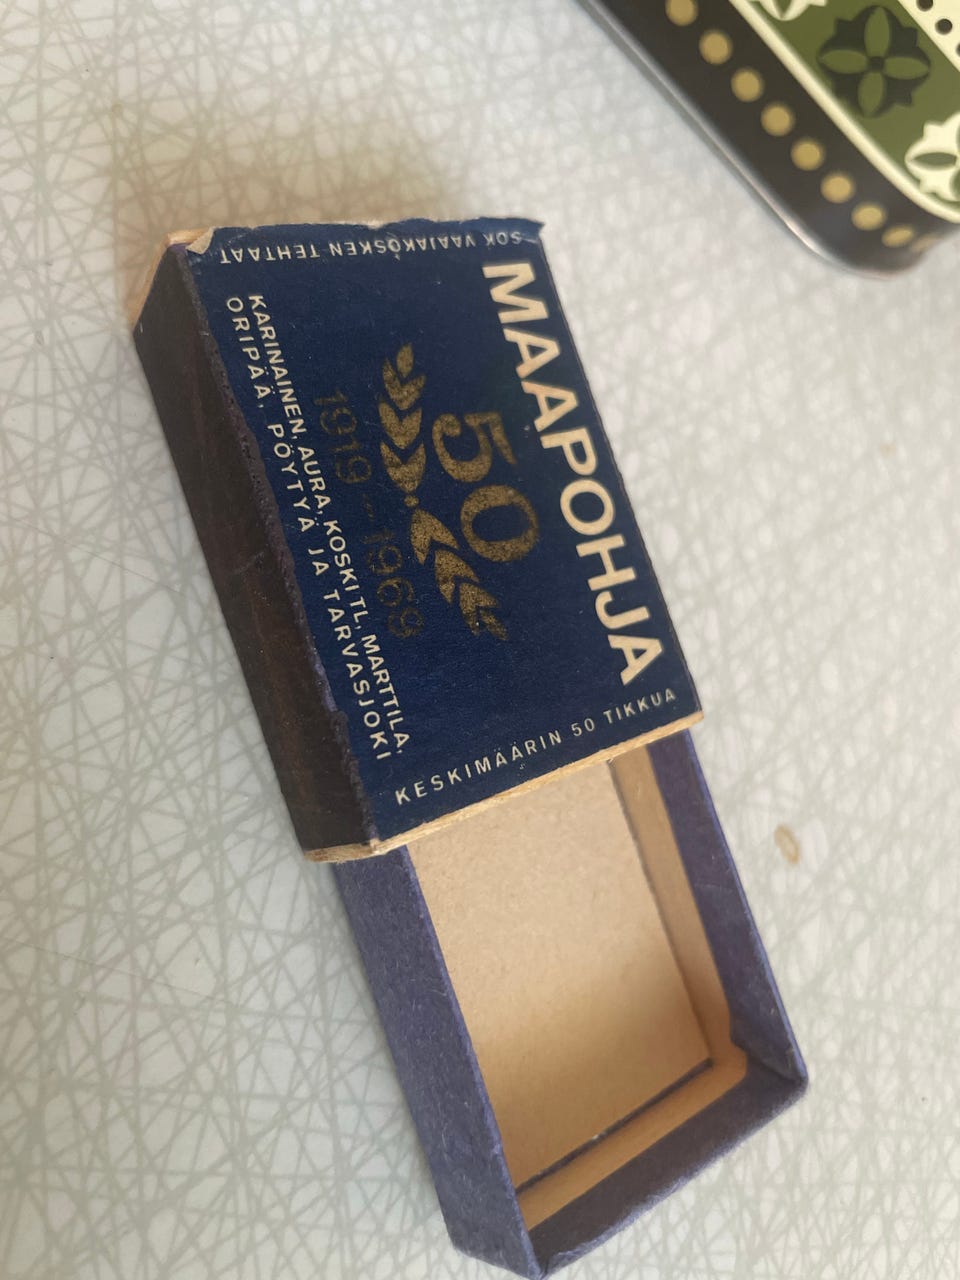 MAAPOHJA
50
1919 – 1969
KARINAINEN, AURA, KOSKI TL, MARTTILA,
ORIPÄÄ, PÖYTYÄ JA TARVASJOKI
SOK VAAJAKOSKEN TEHTAAT
KESKIMÄÄRIN 50 TIKKUA